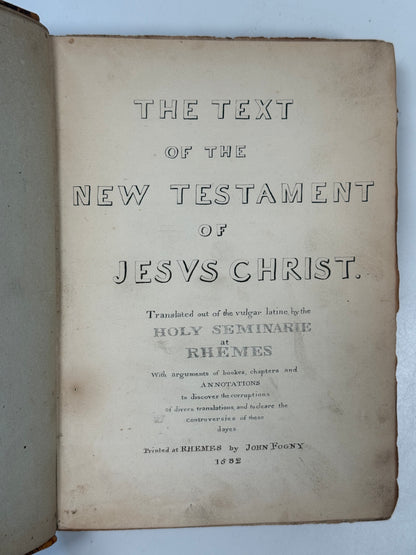 THE TEXT
OF THE
NEW TESTAMENT
OF
JESVS CHRIST.
Translated out of the vulgar latine by the
HOLY SEMINARIE
at
RHEMES
With arguments of bookes, chapters and
ANNOTATIONS
to discover the corruptions
of divers translations, and to cleare the
controversies of these
dayes
Printed at RHEMES by JOHN FOGNY
1582